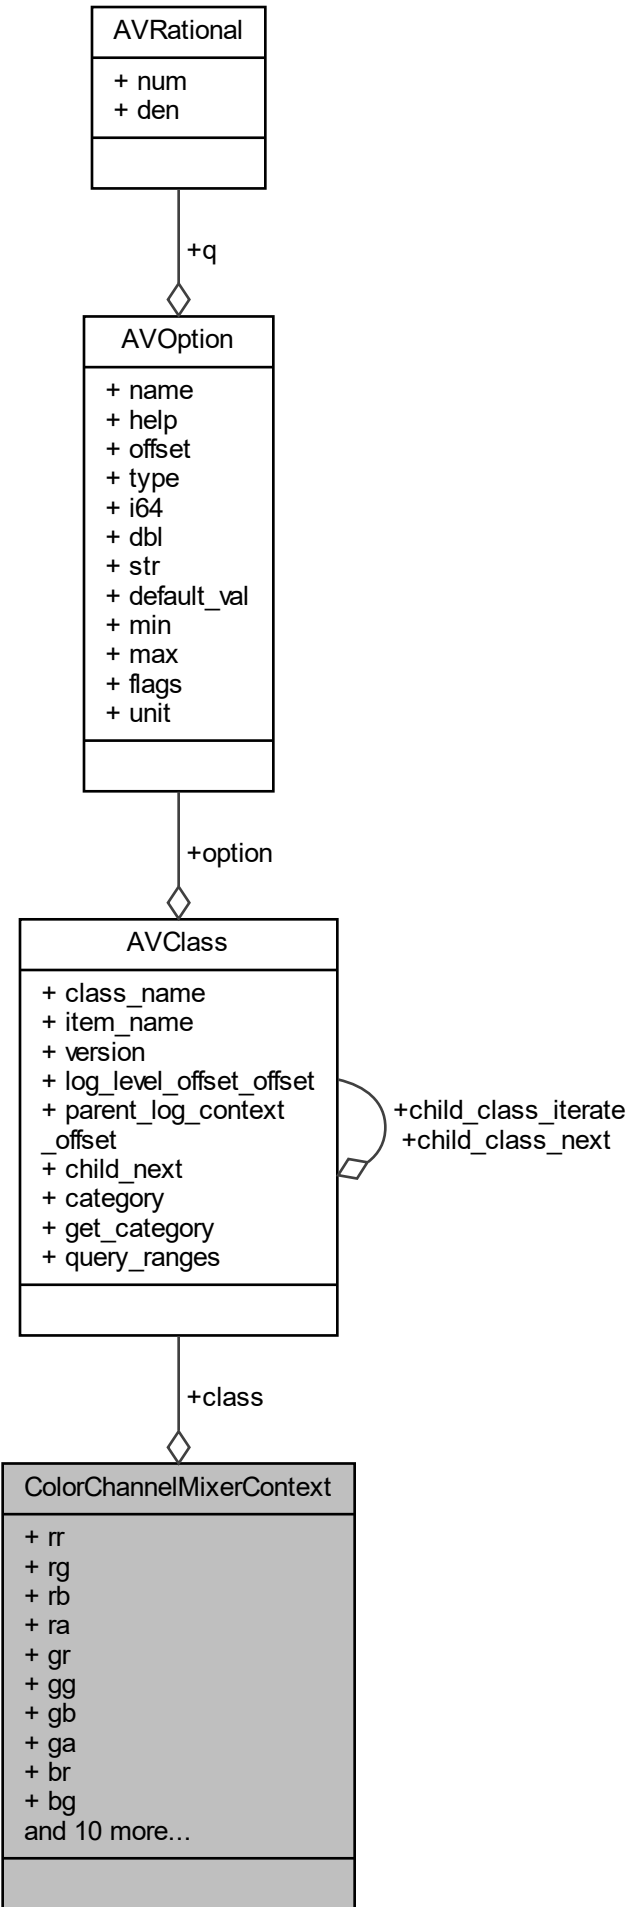 AVRational
+ num
+ den
+q
AVOption
+ name
+ help
+ offset
+ type
+ i64
+ dbl
+ str
+ default_val
+ min
+ max
+ flags
+ unit
+option
AVClass
+ class_name
+ item_name
+ version
+ log_level_offset_offset
+ parent_log_context
_offset
+ child_next
+ category
+ get_category
+ query_ranges
+child_class_iterate
+child_class_next
+class
ColorChannelMixerContext
+ rr
+ rg
+ rb
+ ra
+ gr
+ gg
+ gb
+ ga
+ br
+ bg
and 10 more...